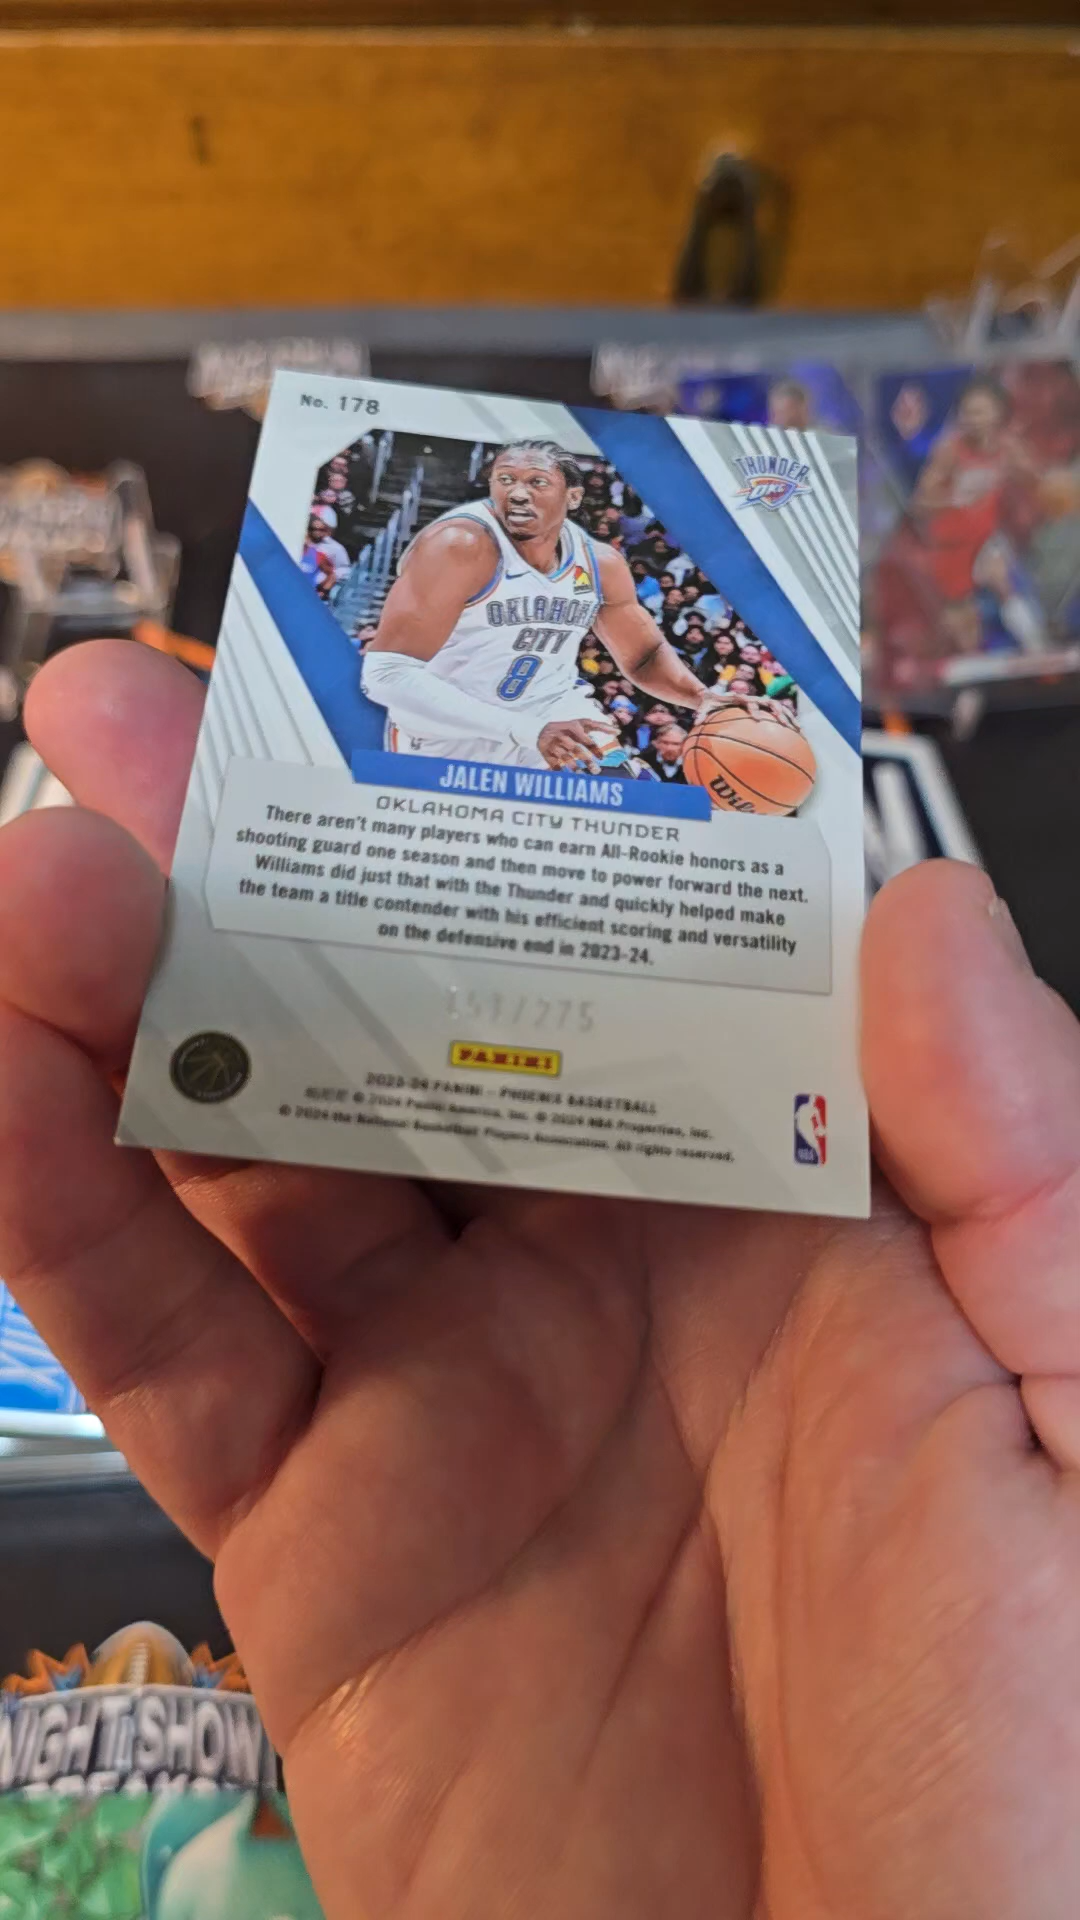 No. 178
THUNDER
OKC
OKLAHOMA
CITY
8
JALEN WILLIAMS
OKLAHOMA CITY THUNDER
There aren't many players who can earn All-Rookie honors as a
shooting guard one season and then move to power forward the next.
Williams did just that with the Thunder and quickly helped make
the team a title contender with his efficient scoring and versatility
on the defensive end in 2023-24.
/275
PANINI
2023-24 PANINI - PHOENIX BASKETBALL
© 2024 Panini America, Inc. © 2024 NBA Properties, Inc.
© 2024 the National Basketball Players Association. All rights reserved.
NBA
NIGHT SHOW